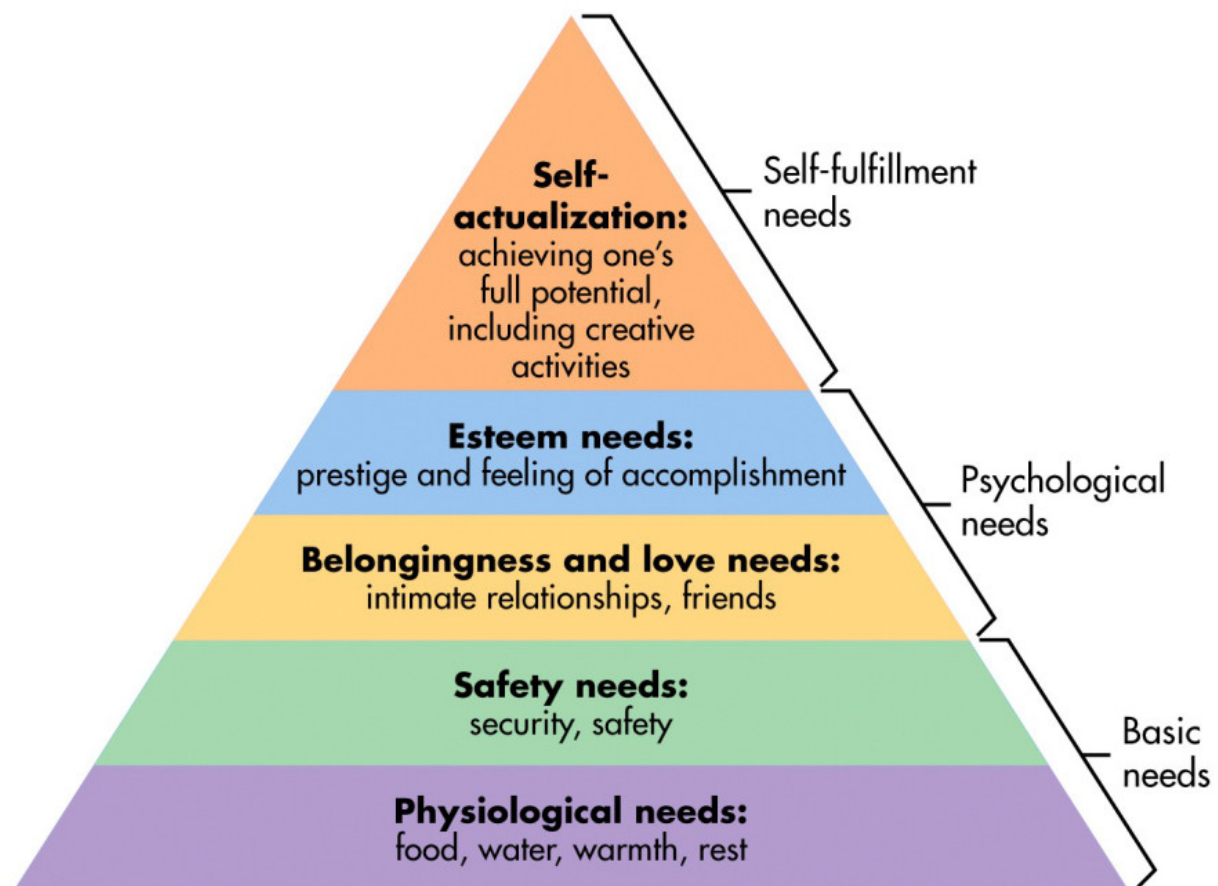 Self-
actualization:
achieving one's
full potential,
including creative
activities
Self-fulfillment
needs
Esteem needs:
prestige and feeling of accomplishment
Belongingness and love needs:
intimate relationships, friends
Psychological
needs
Safety needs:
security, safety
Physiological needs:
food, water, warmth, rest
Basic
needs